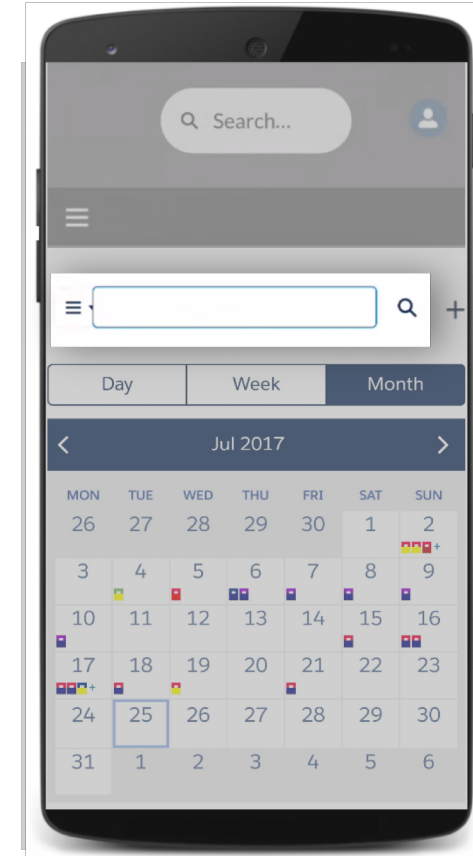 Search...
+
Day Week Month
< Jul 2017 >
MON TUE WED THU FRI SAT SUN
26 27 28 29 30 1 2
+
3 4 5 6 7 8 9
10 11 12 13 14 15 16
17 18 19 20 21 22 23
+
24 25 26 27 28 29 30
31 1 2 3 4 5 6